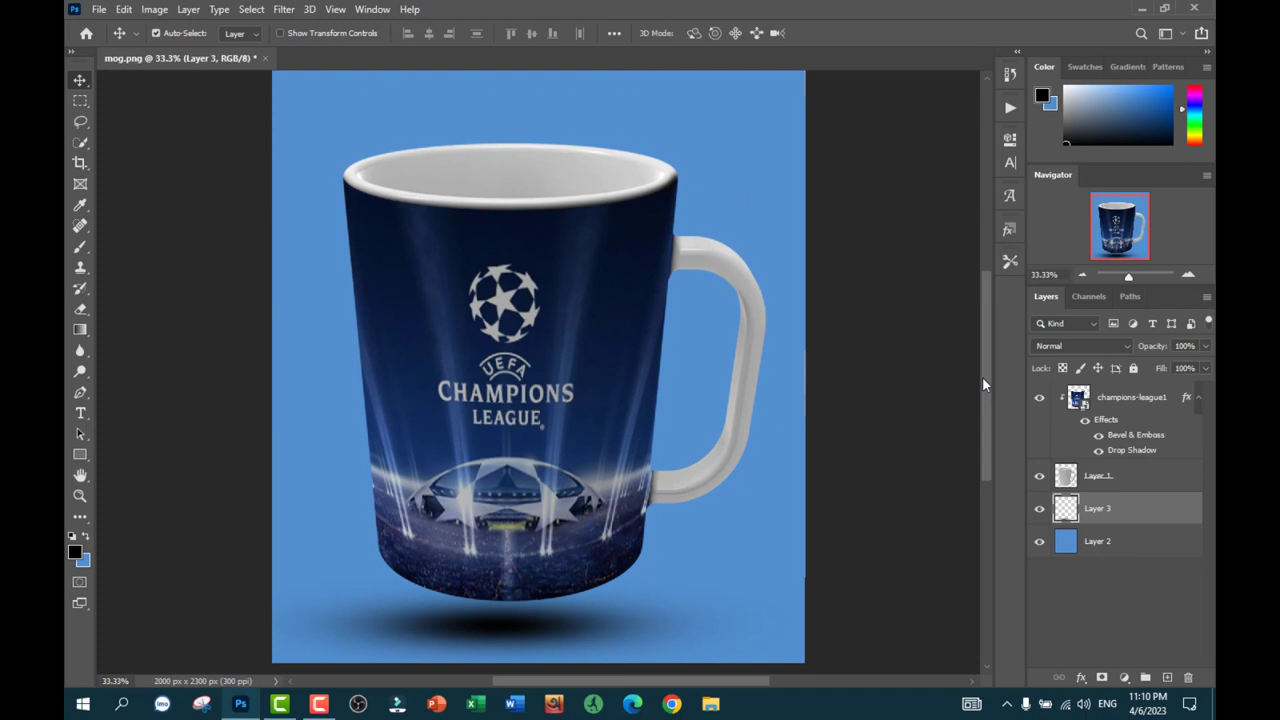 Ps File Edit Image Layer Type Select Filter 3D View Window Help
Auto-Select: Layer Show Transform Controls 3D Mode:
mog.png @ 33.3% (Layer 3, RGB/8) *
Color Swatches Gradients Patterns
Navigator
33.33%
Layers Channels Paths
Kind
Normal Opacity: 100%
Lock: Fill: 100%
champions-league1 fx
Effects
Bevel & Emboss
Drop Shadow
Layer 1
Layer 3
Layer 2
UEFA
CHAMPIONS
LEAGUE®
33.33% 2000 px x 2300 px (300 ppi)
imo Ps ENG
11:10 PM
4/6/2023